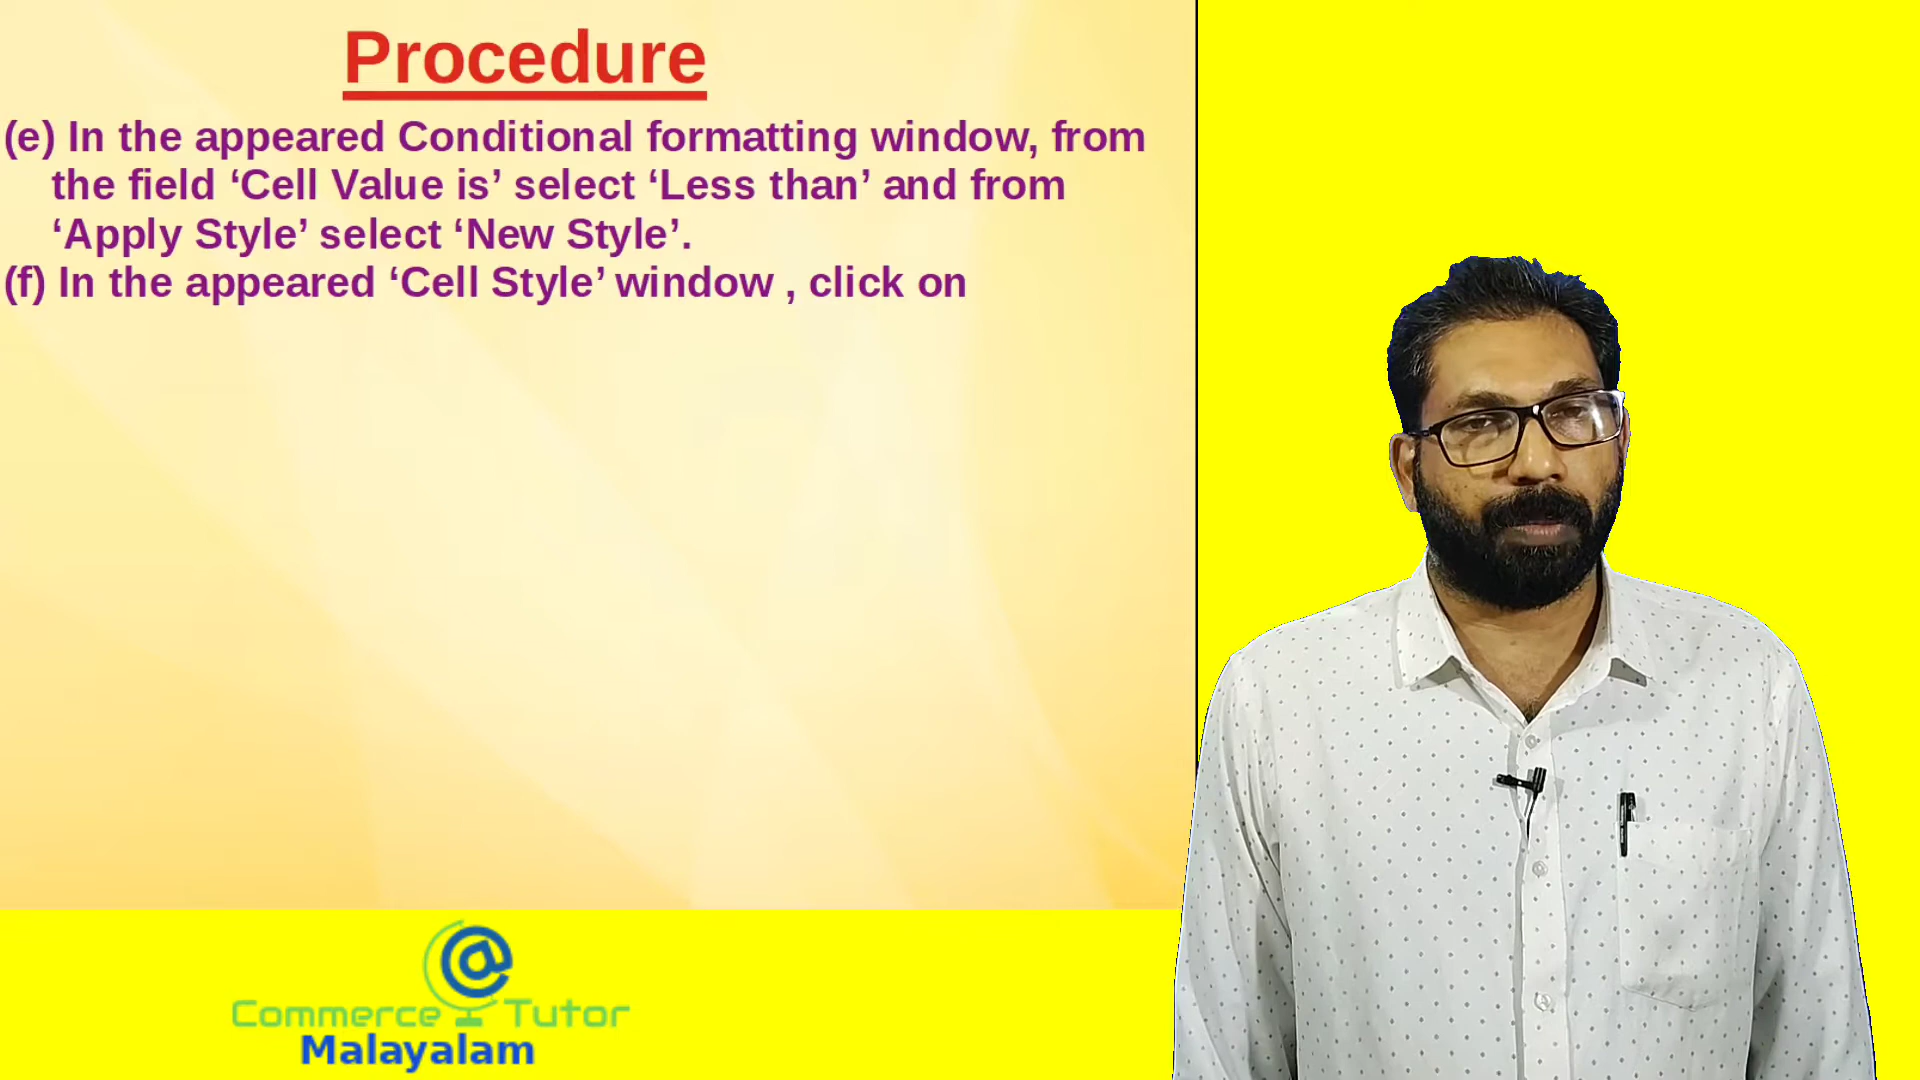 Procedure
(e) In the appeared Conditional formatting window, from
the field ‘Cell Value is’ select ‘Less than’ and from
‘Apply Style’ select ‘New Style’.
(f) In the appeared ‘Cell Style’ window , click on
@
Commerce Tutor
Malayalam